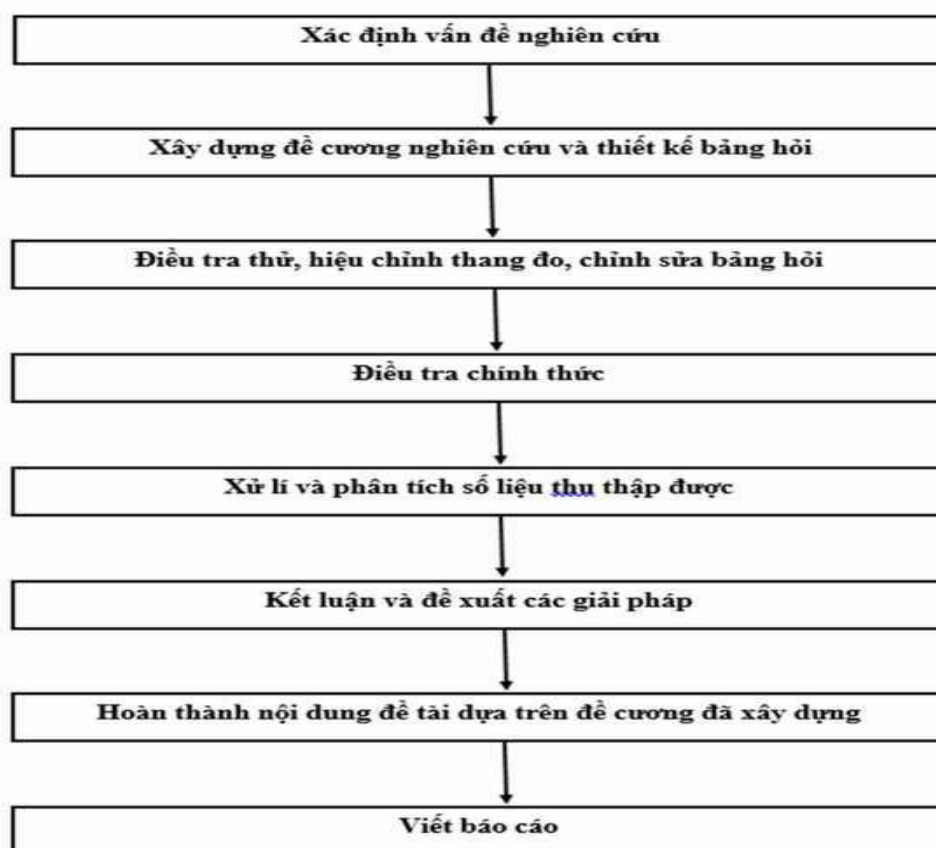 Xác định vấn đề nghiên cứu
Xây dựng đề cương nghiên cứu và thiết kế bảng hỏi
Điều tra thử, hiệu chỉnh thang đo, chỉnh sửa bảng hỏi
Điều tra chính thức
Xử lí và phân tích số liệu thu thập được
Kết luận và đề xuất các giải pháp
Hoàn thành nội dung đề tài dựa trên đề cương đã xây dựng
Viết báo cáo